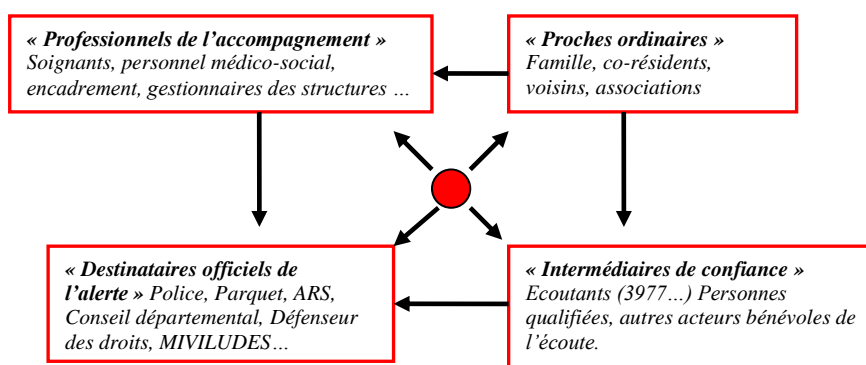 « Professionnels de l’accompagnement »
Soignants, personnel médico-social,
encadrement, gestionnaires des structures …
« Proches ordinaires »
Famille, co-résidents,
voisins, associations
« Destinataires officiels de
l’alerte » Police, Parquet, ARS,
Conseil départemental, Défenseur
des droits, MIVILUDES…
« Intermédiaires de confiance »
Ecoutants (3977…) Personnes
qualifiées, autres acteurs bénévoles de
l’écoute.